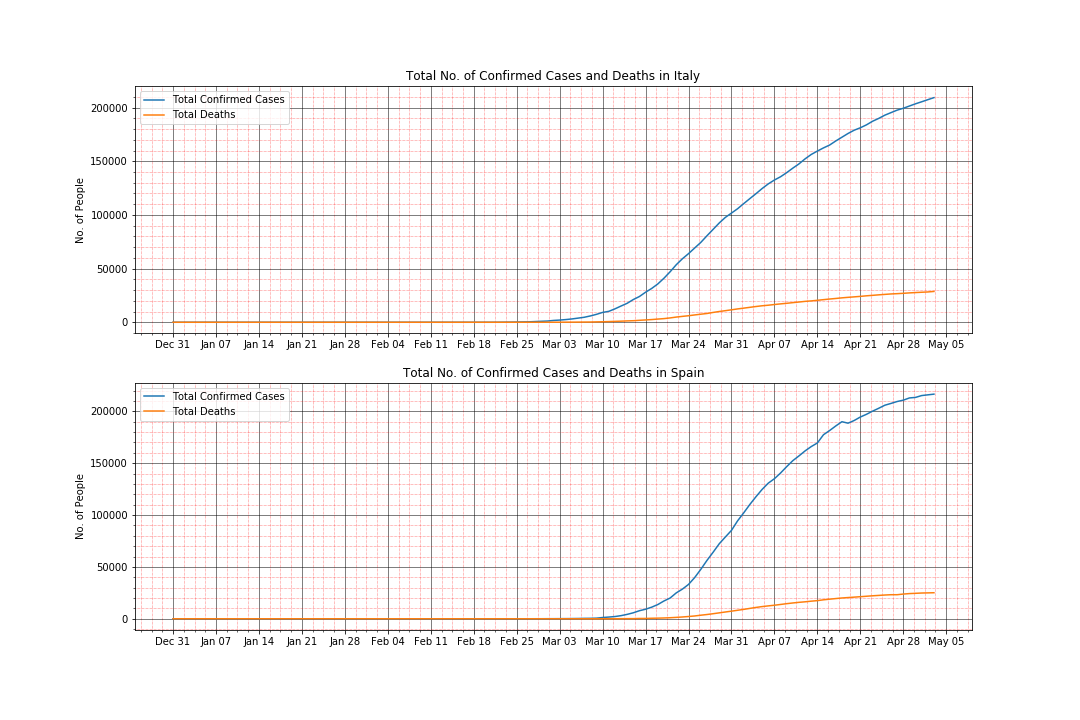 Total No. of Confirmed Cases and Deaths in Italy
Total Confirmed Cases
Total Deaths
No. of People
200000
150000
100000
50000
0
Dec 31 Jan 07 Jan 14 Jan 21 Jan 28 Feb 04 Feb 11 Feb 18 Feb 25 Mar 03 Mar 10 Mar 17 Mar 24 Mar 31 Apr 07 Apr 14 Apr 21 Apr 28 May 05
Total No. of Confirmed Cases and Deaths in Spain
Total Confirmed Cases
Total Deaths
No. of People
200000
150000
100000
50000
0
Dec 31 Jan 07 Jan 14 Jan 21 Jan 28 Feb 04 Feb 11 Feb 18 Feb 25 Mar 03 Mar 10 Mar 17 Mar 24 Mar 31 Apr 07 Apr 14 Apr 21 Apr 28 May 05